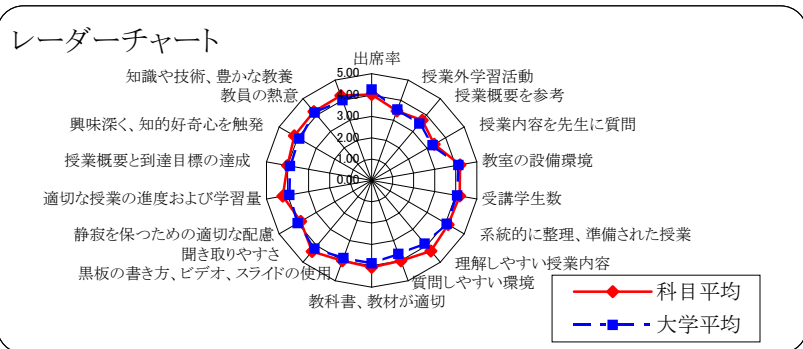 レーダーチャート
出席率
授業外学習活動
授業概要を参考
授業内容を先生に質問
教室の設備環境
受講学生数
系統的に整理、準備された授業
理解しやすい授業内容
質問しやすい環境
教科書、教材が適切
黒板の書き方、ビデオ、スライドの使用
聞き取りやすさ
静寂を保つための適切な配慮
適切な授業の進度および学習量
授業概要と到達目標の達成
興味深く、知的好奇心を触発
教員の熱意
知識や技術、豊かな教養
5.00
4.00
3.00
2.00
1.00
0.00
科目平均
大学平均